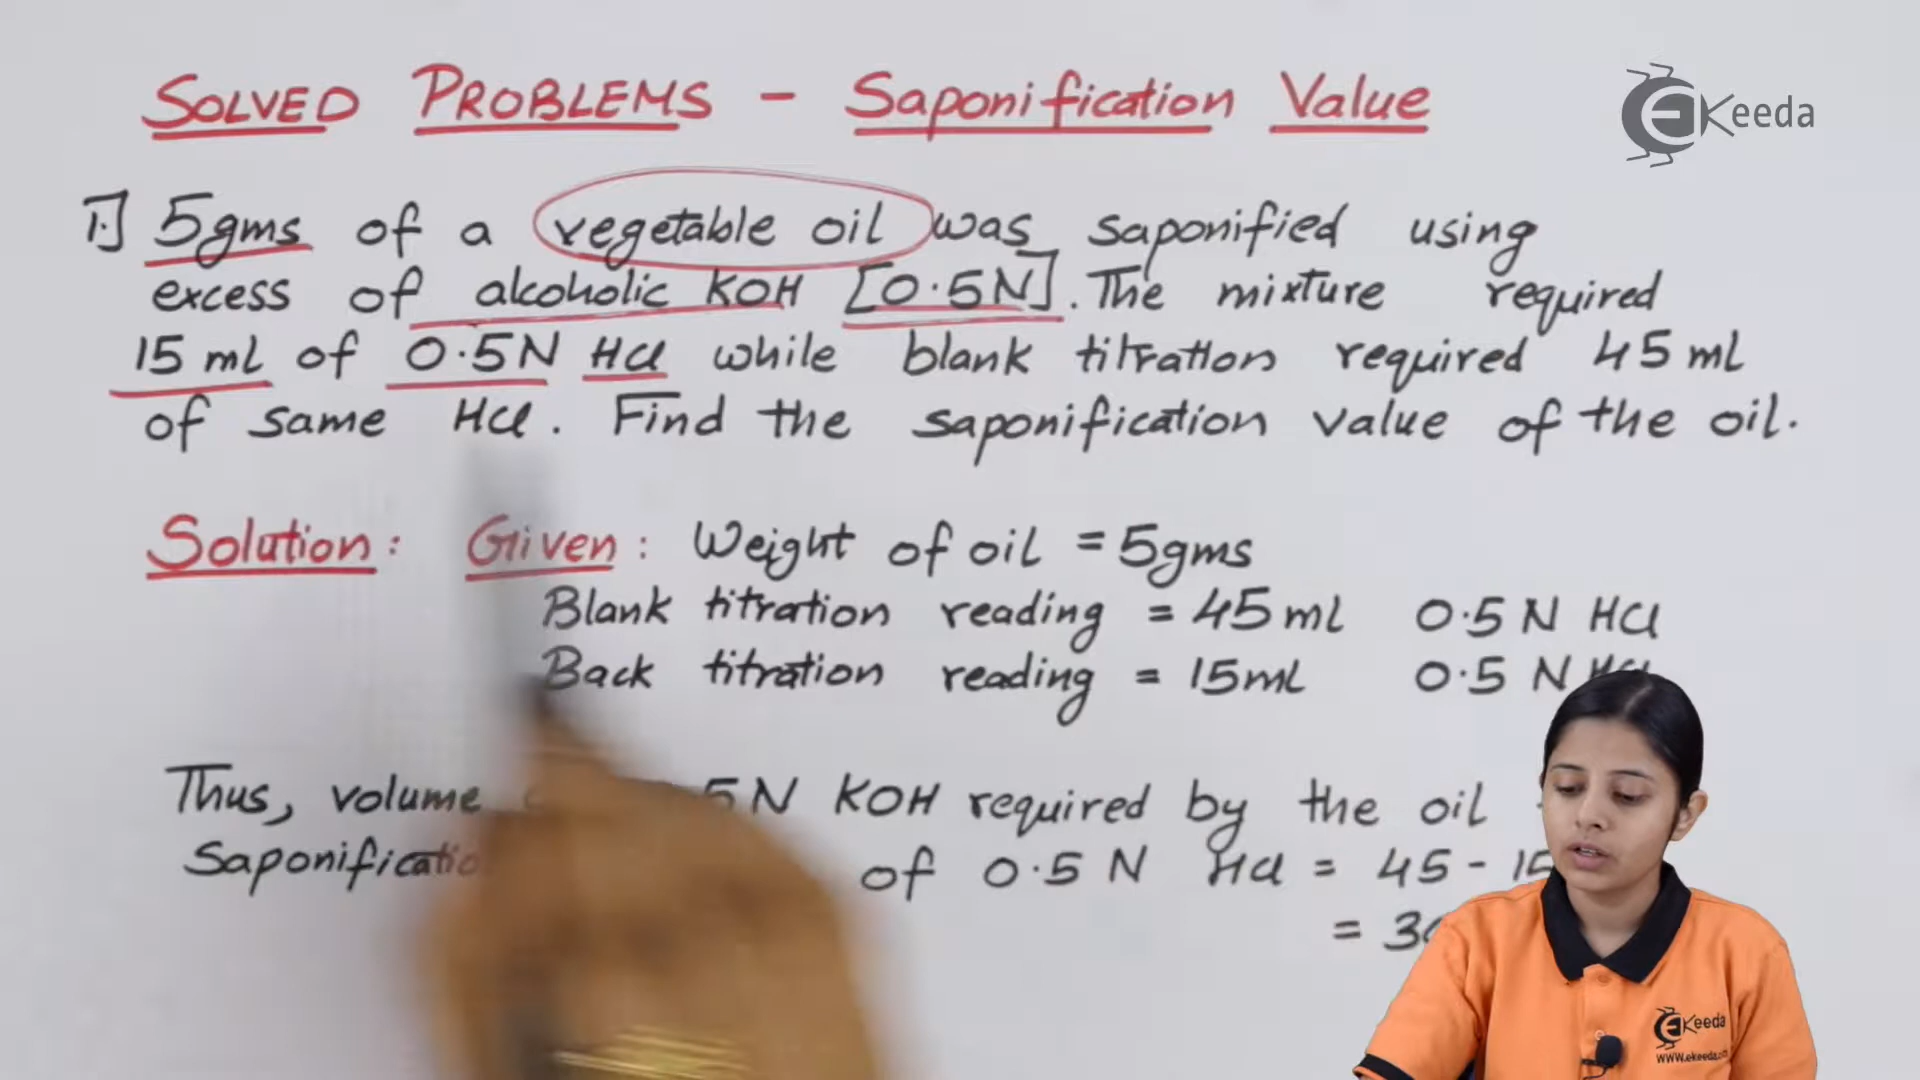 SOLVED PROBLEMS - Saponification Value
EKeeda
1.] 5gms of a vegetable oil was saponified using
excess of alcoholic KOH [0.5N]. The mixture required
15 ml of 0.5N HCl while blank titration required 45 ml
of same HCl. Find the saponification value of the oil.
Solution: Given: Weight of oil = 5gms
Blank titration reading = 45 ml 0.5 N HCl
Back titration reading = 15ml 0.5 N
Thus, volume 5N KOH required by the oil
of 0.5 N HCl = 45 - 15
=
EKeeda